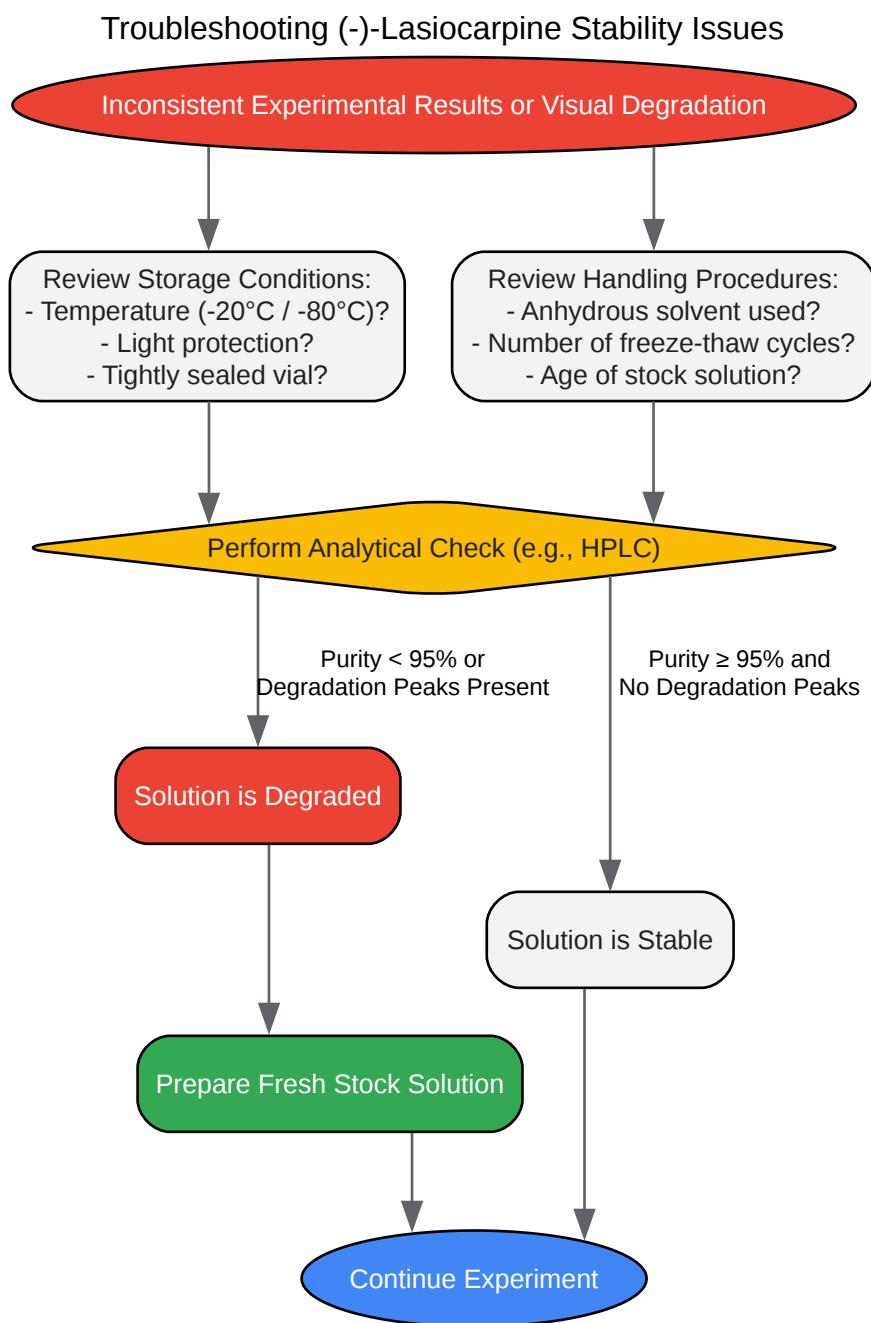 Troubleshooting (-)-Lasiocarpine Stability Issues
Inconsistent Experimental Results or Visual Degradation
Review Storage Conditions:
- Temperature (-20°C / -80°C)?
- Light protection?
- Tightly sealed vial?
Review Handling Procedures:
- Anhydrous solvent used?
- Number of freeze-thaw cycles?
- Age of stock solution?
Perform Analytical Check (e.g., HPLC)
Purity < 95% or
Degradation Peaks Present
Purity ≥ 95% and
No Degradation Peaks
Solution is Degraded
Solution is Stable
Prepare Fresh Stock Solution
Continue Experiment